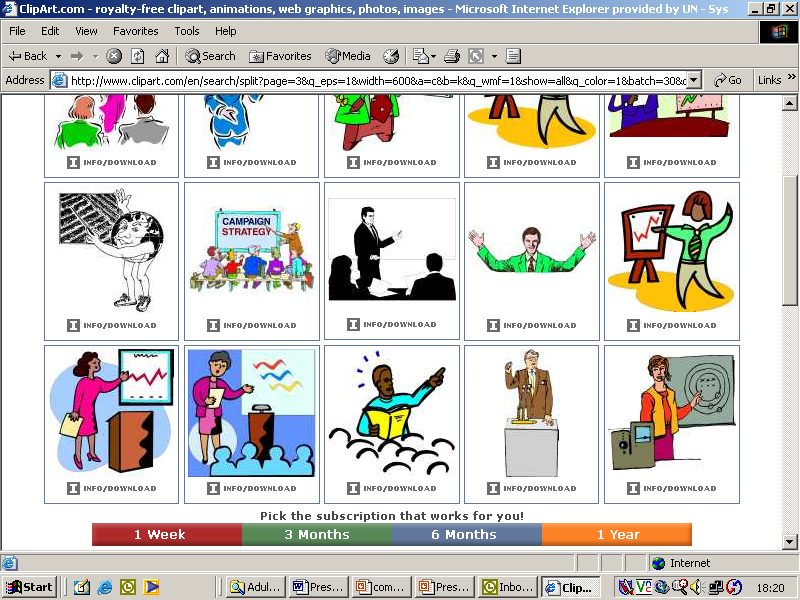 ClipArt.com - royalty-free clipart, animations, web graphics, photos, images - Microsoft Internet Explorer provided by UN - Sys
File Edit View Favorites Tools Help
Back Search Favorites Media
Address http://www.clipart.com/en/search/split?page=3&q_eps=1&width=600&a=c&b=k&q_wmf=1&show=all&q_color=1&batch=30& Go Links »
I INFO/DOWNLOAD I INFO/DOWNLOAD I INFO/DOWNLOAD I INFO/DOWNLOAD I INFO/DOWNLOAD
CAMPAIGN
STRATEGY
I INFO/DOWNLOAD I INFO/DOWNLOAD I INFO/DOWNLOAD I INFO/DOWNLOAD I INFO/DOWNLOAD
I INFO/DOWNLOAD I INFO/DOWNLOAD I INFO/DOWNLOAD I INFO/DOWNLOAD I INFO/DOWNLOAD
Pick the subscription that works for you!
1 Week 3 Months 6 Months 1 Year
Internet
Start Adul... Pres... com... Pres... Inbo... Clip... 18:20